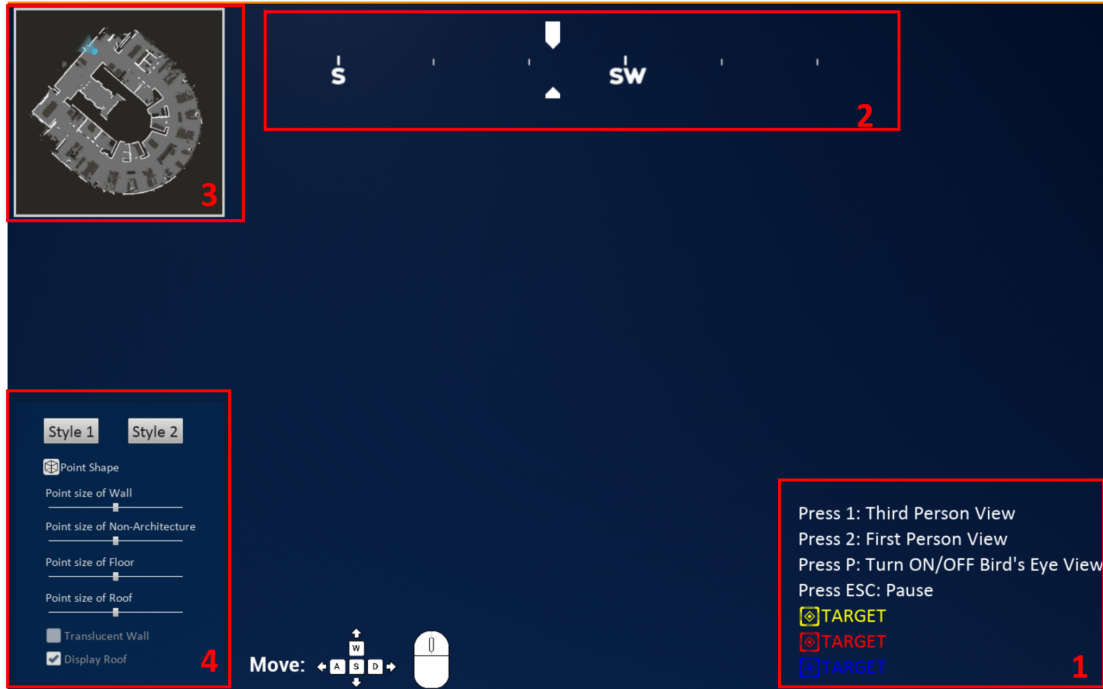 3
S
SW
2
Style 1 Style 2
Point Shape
Point size of Wall
Point size of Non-Architecture
Point size of Floor
Point size of Roof
Translucent Wall
Display Roof
4
Move:
W
A S D
Press 1: Third Person View
Press 2: First Person View
Press P: Turn ON/OFF Bird's Eye View
Press ESC: Pause
TARGET
TARGET
TARGET
1